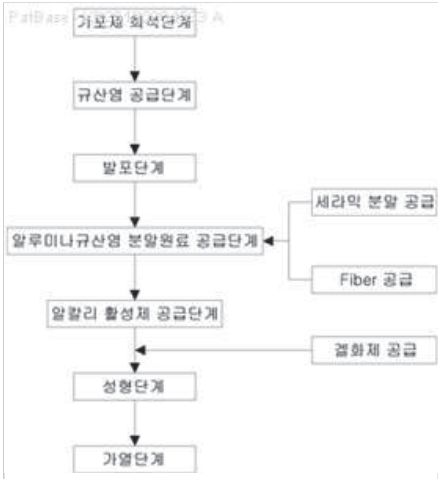 기포제 희석단계
규산염 공급단계
발포단계
세라믹 분말 공급
알루미나규산염 분말원료 공급단계
Fiber 공급
알칼리 활성제 공급단계
겔화제 공급
성형단계
가열단계